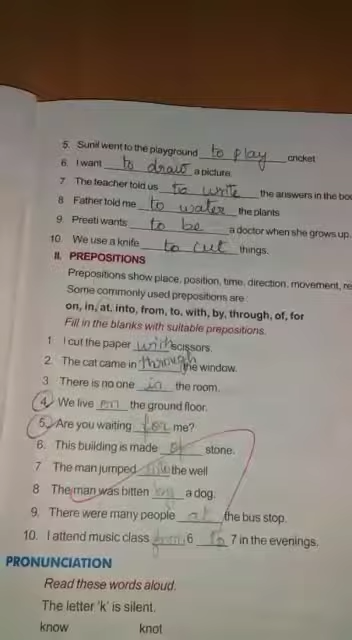 5. Sunil went to the playground to play cricket
6. I want to draw a picture.
7 The teacher told us to write the answers in the
8 Father told me to water the plants
9. Preeti wants to be a doctor when she grows up.
10. We use a knife to cut things.
II. PREPOSITIONS
Prepositions show place, position, time, direction, movement,
Some commonly used prepositions are :
on, in, at, into, from, to, with, by, through, of, for
Fill in the blanks with suitable prepositions.
1 I cut the paper with scissors.
2. The cat came in through the window.
3 There is no one in the room.
4. We live on the ground floor.
5. Are you waiting for me?
6. This building is made of stone.
7 The man jumped into the well
8 The man was bitten by a dog.
9. There were many people at the bus stop.
10. I attend music class from 6 to 7 in the evenings.
PRONUNCIATION
Read these words aloud.
The letter 'k' is silent.
know knot